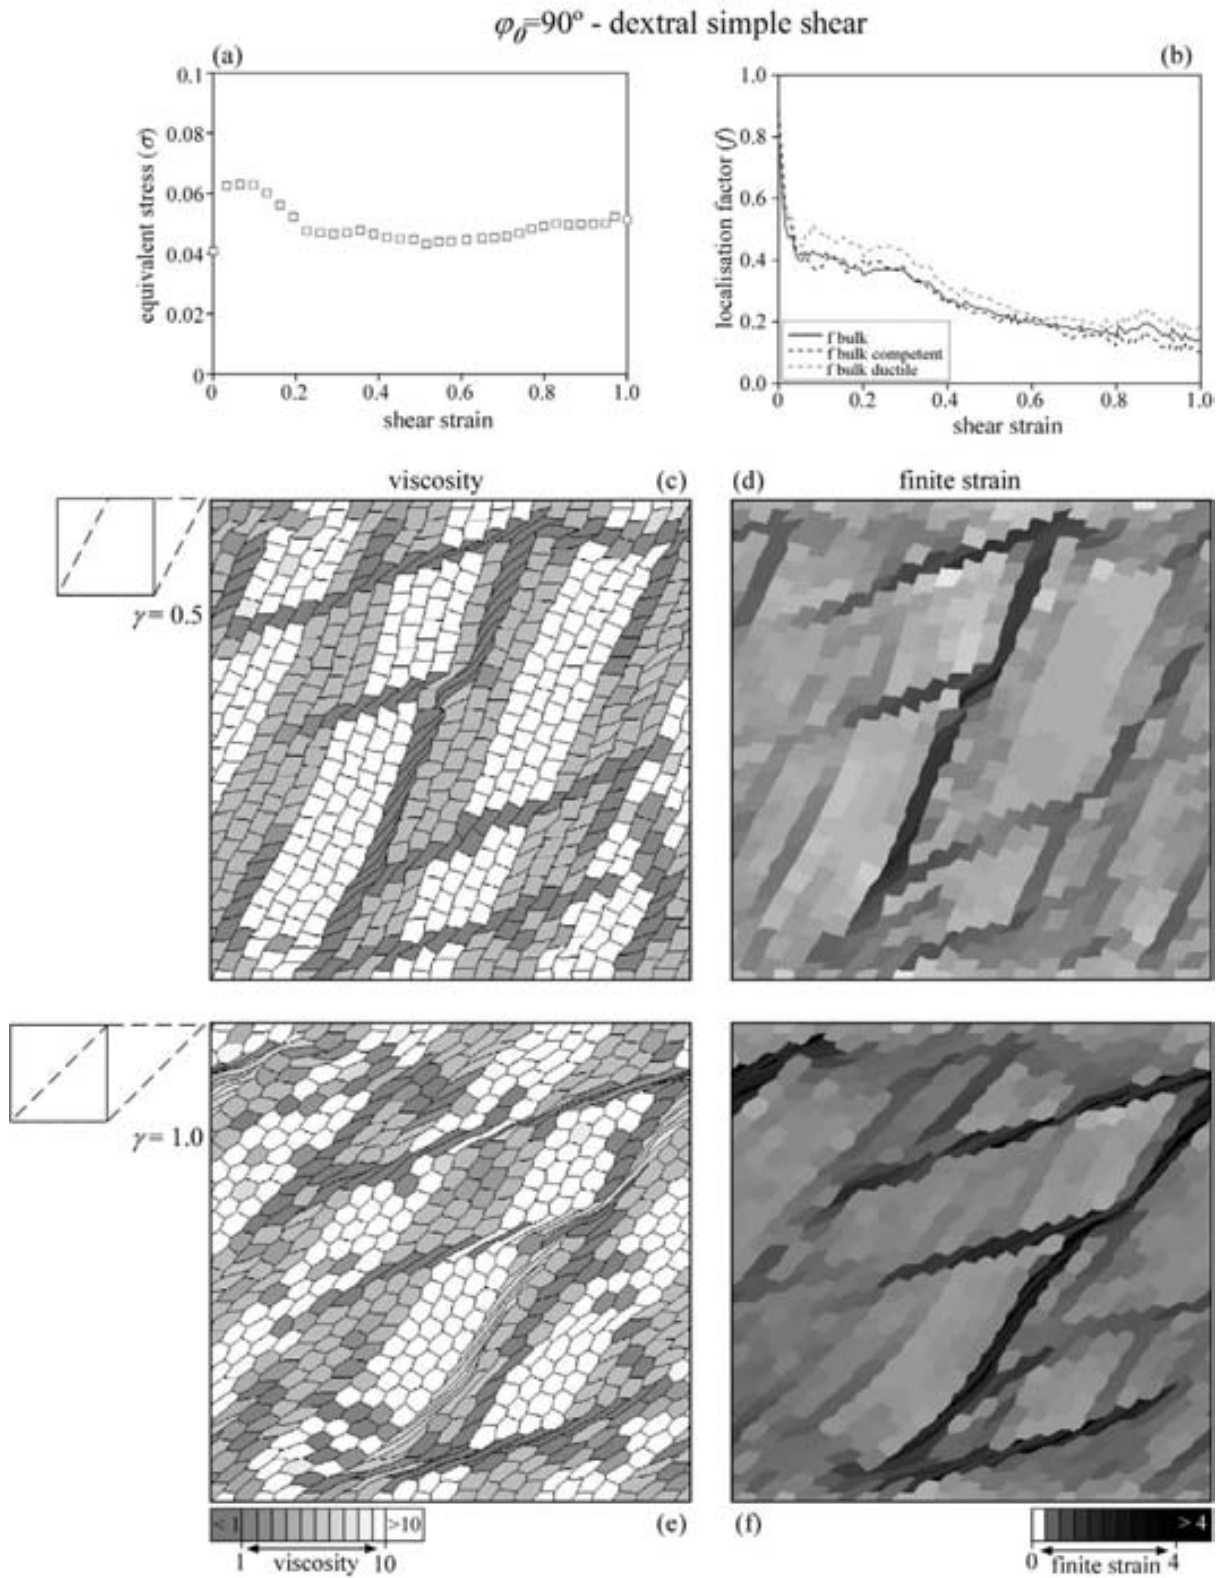 φ₀=90° - dextral simple shear
(a)
(b)
0.1
0.08
0.06
0.04
0.02
0
equivalent stress (σ)
0
0.2
0.4
0.6
0.8
1.0
shear strain
1.0
0.8
0.6
0.4
0.2
0.0
localisation factor (f)
f bulk
f bulk competent
f bulk ductile
0
0.2
0.4
0.6
0.8
1.0
shear strain
viscosity
(c)
(d)
finite strain
γ = 0.5
γ = 1.0
< 1
>10
1
viscosity
10
(e)
(f)
> 4
0
finite strain
4